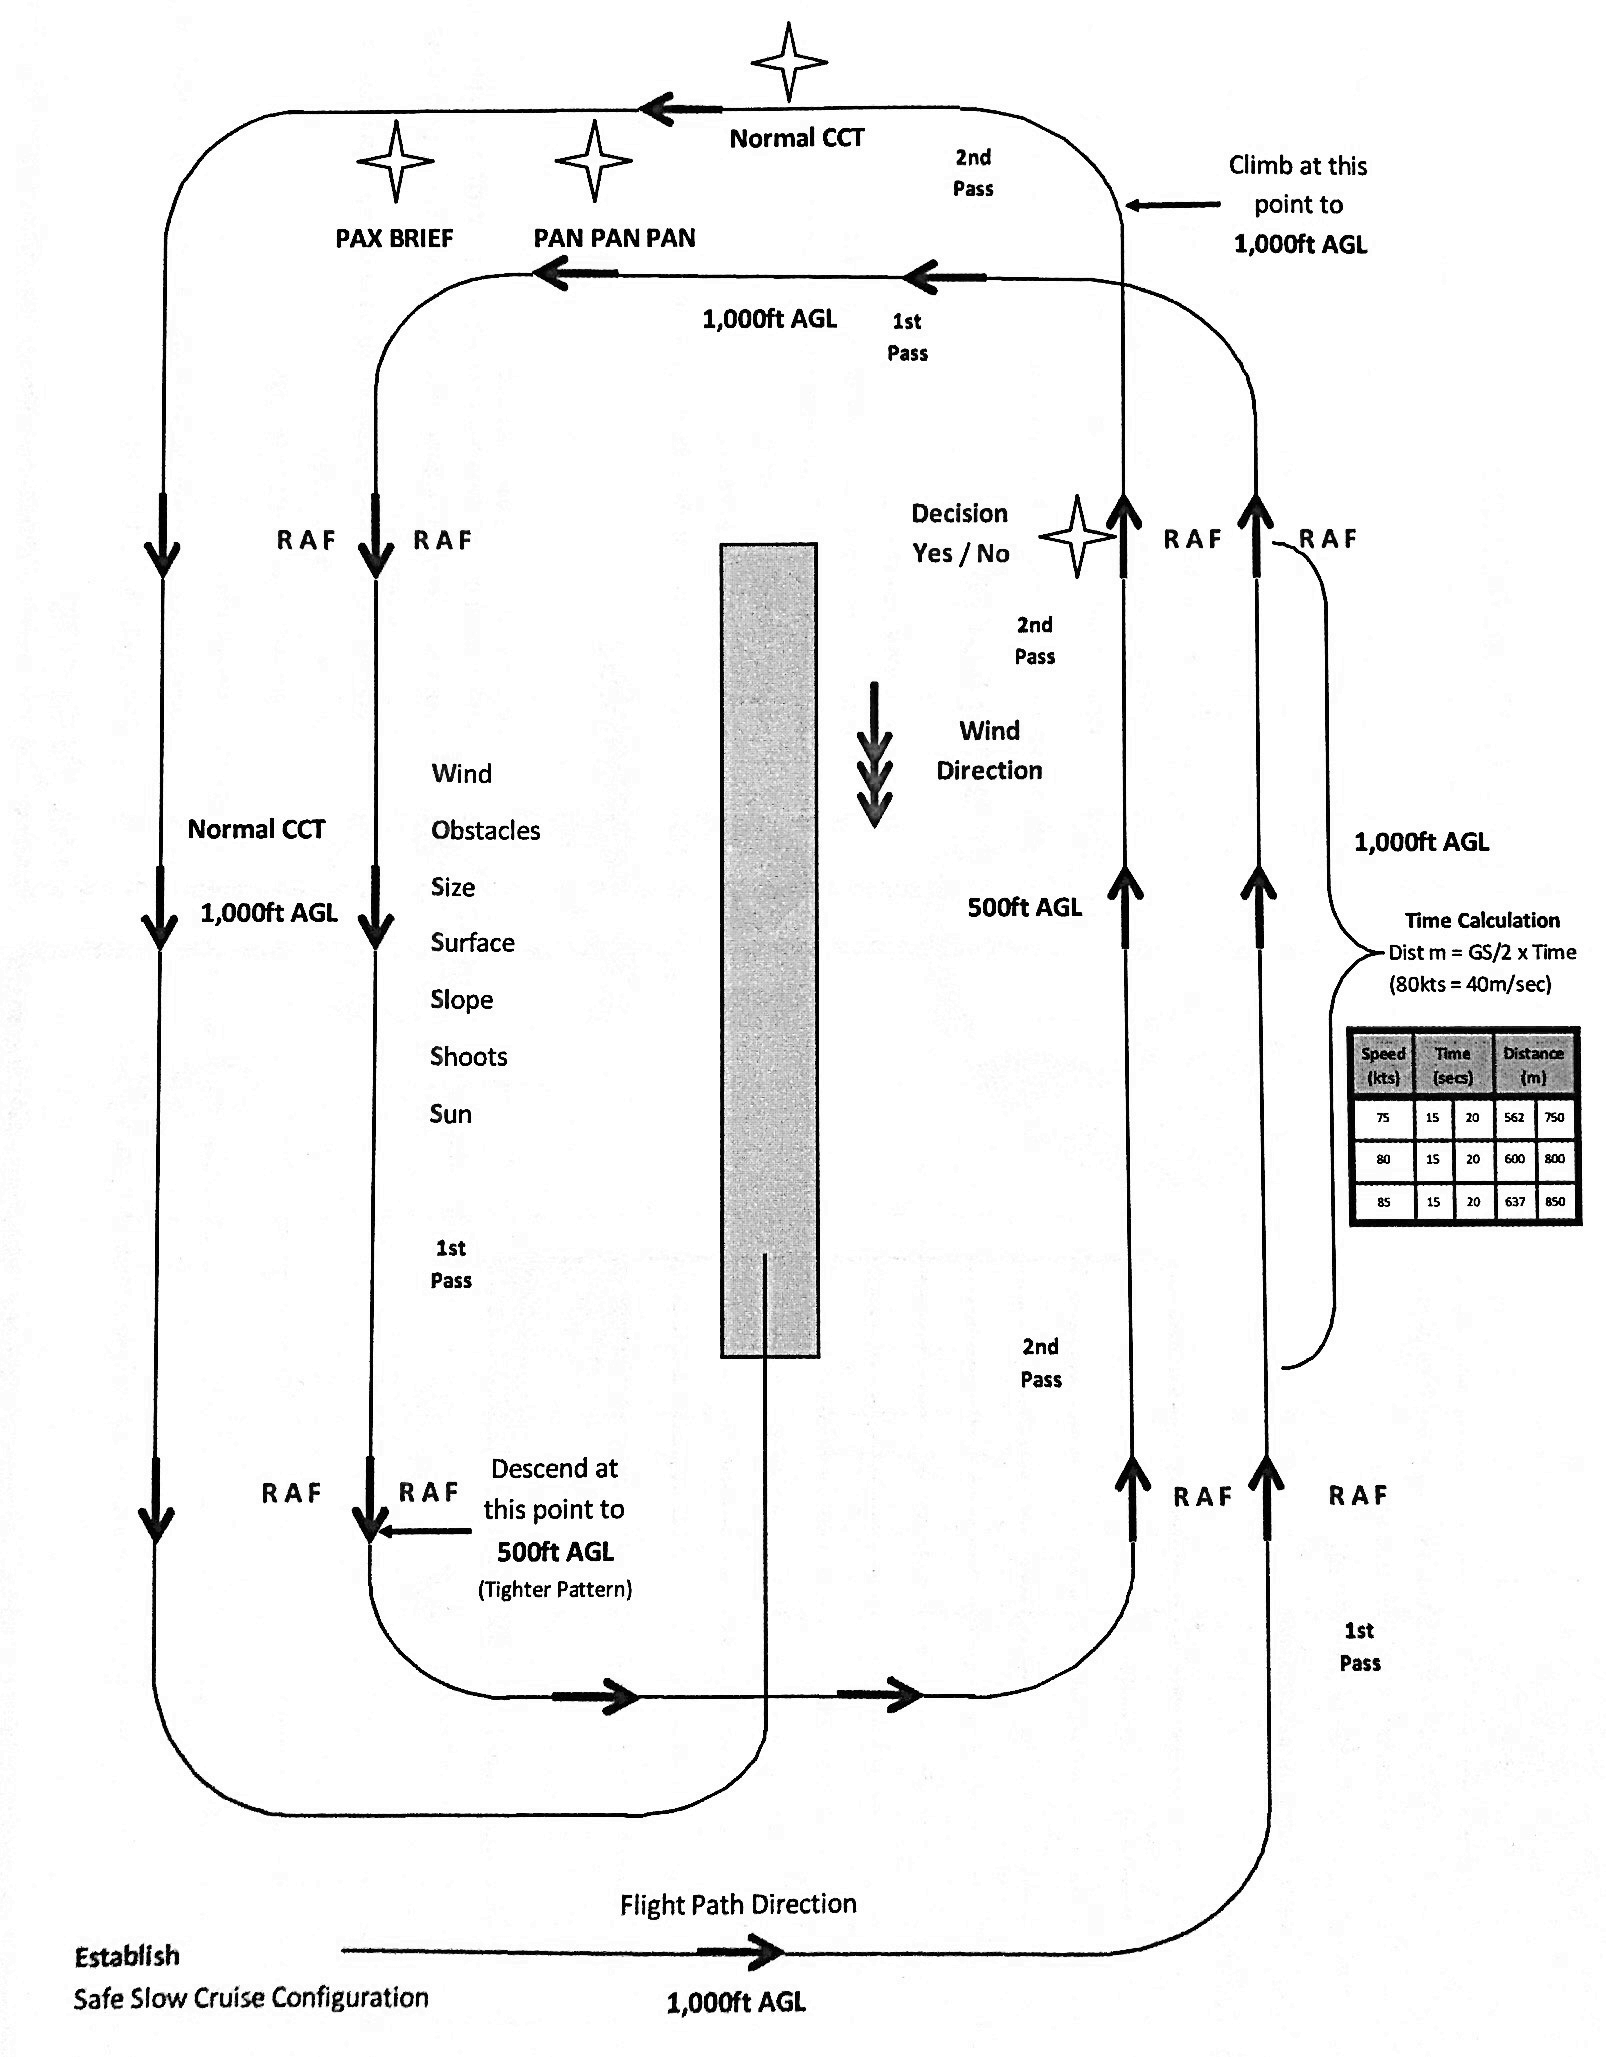 Normal CCT
2nd
Pass
Climb at this
point to
1,000ft AGL
PAX BRIEF
PAN PAN PAN
1,000ft AGL
1st
Pass
Decision
Yes / No
R A F
R A F
R A F
R A F
2nd
Pass
Wind
Direction
Wind
Obstacles
Size
Surface
Slope
Shoots
Sun
Normal CCT
1,000ft AGL
500ft AGL
1,000ft AGL
Time Calculation
Dist m = GS/2 x Time
(80kts = 40m/sec)
Speed (kts) Time (secs) Distance (m)
75 15 20 562 750
80 15 20 600 800
85 15 20 637 850
1st
Pass
2nd
Pass
R A F
R A F
Descend at
this point to
500ft AGL
(Tighter Pattern)
R A F
R A F
1st
Pass
Flight Path Direction
Establish
Safe Slow Cruise Configuration
1,000ft AGL